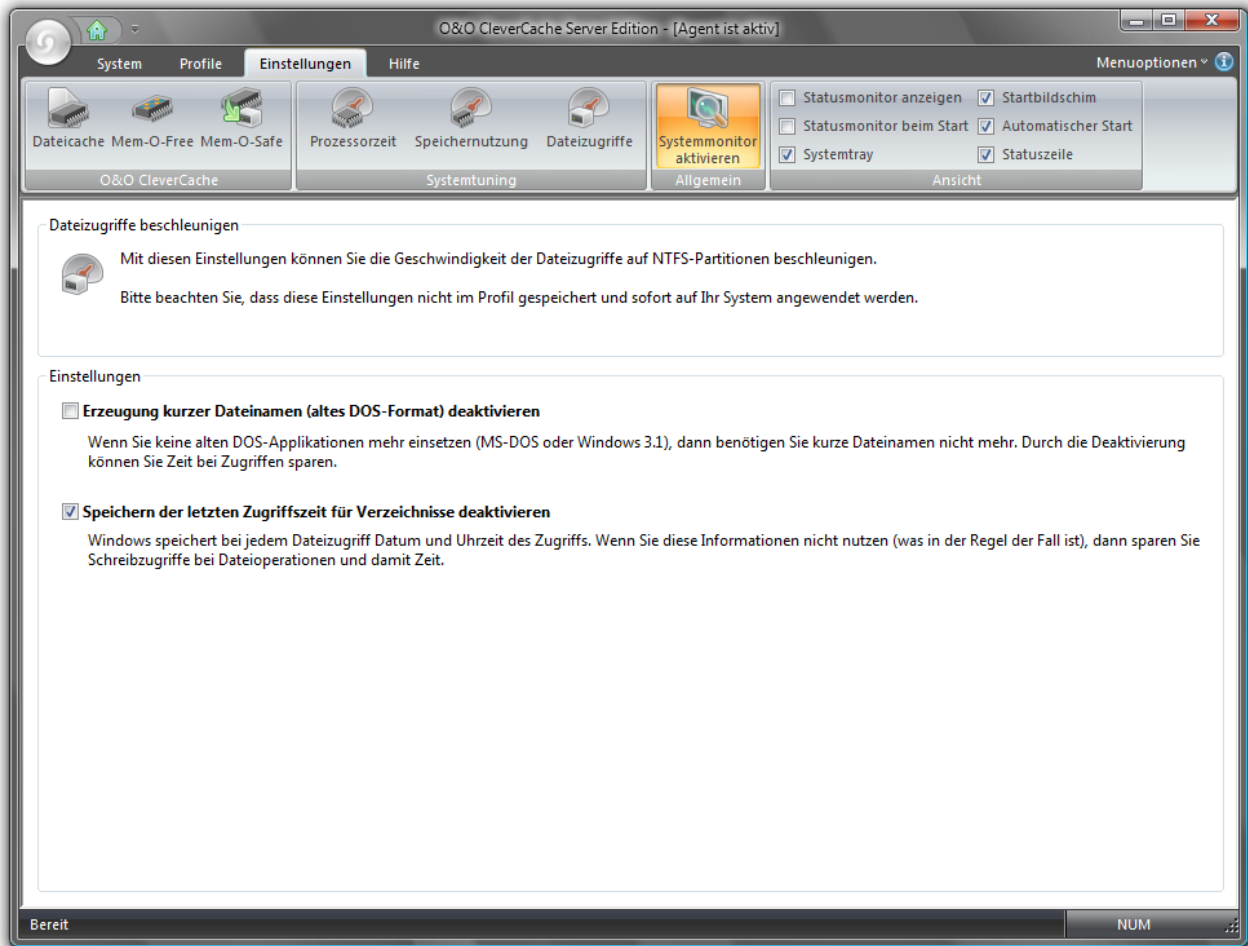 O&O CleverCache Server Edition - [Agent ist aktiv]
System Profile Einstellungen Hilfe Menuoptionen
Dateicache Mem-O-Free Mem-O-Safe
O&O CleverCache
Prozessorzeit Speichernutzung Dateizugriffe
Systemtuning
Systemmonitor
aktivieren
Allgemein
Statusmonitor anzeigen Startbildschim
Statusmonitor beim Start Automatischer Start
Systemtray Statuszeile
Ansicht
Dateizugriffe beschleunigen
Mit diesen Einstellungen können Sie die Geschwindigkeit der Dateizugriffe auf NTFS-Partitionen beschleunigen.
Bitte beachten Sie, dass diese Einstellungen nicht im Profil gespeichert und sofort auf Ihr System angewendet werden.
Einstellungen
Erzeugung kurzer Dateinamen (altes DOS-Format) deaktivieren
Wenn Sie keine alten DOS-Applikationen mehr einsetzen (MS-DOS oder Windows 3.1), dann benötigen Sie kurze Dateinamen nicht mehr. Durch die Deaktivierung
können Sie Zeit bei Zugriffen sparen.
Speichern der letzten Zugriffszeit für Verzeichnisse deaktivieren
Windows speichert bei jedem Dateizugriff Datum und Uhrzeit des Zugriffs. Wenn Sie diese Informationen nicht nutzen (was in der Regel der Fall ist), dann sparen Sie
Schreibzugriffe bei Dateioperationen und damit Zeit.
Bereit NUM